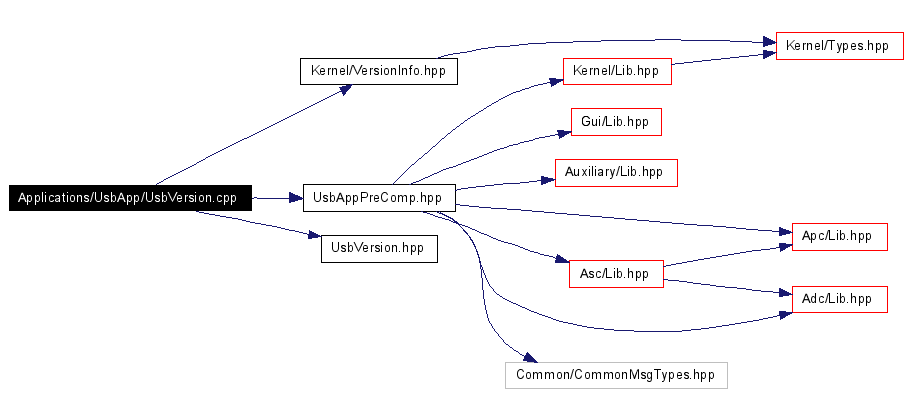 Kernel/Types.hpp
Kernel/VersionInfo.hpp
Kernel/Lib.hpp
Gui/Lib.hpp
Auxiliary/Lib.hpp
Applications/UsbApp/UsbVersion.cpp
UsbAppPreComp.hpp
UsbVersion.hpp
Apc/Lib.hpp
Asc/Lib.hpp
Adc/Lib.hpp
Common/CommonMsgTypes.hpp